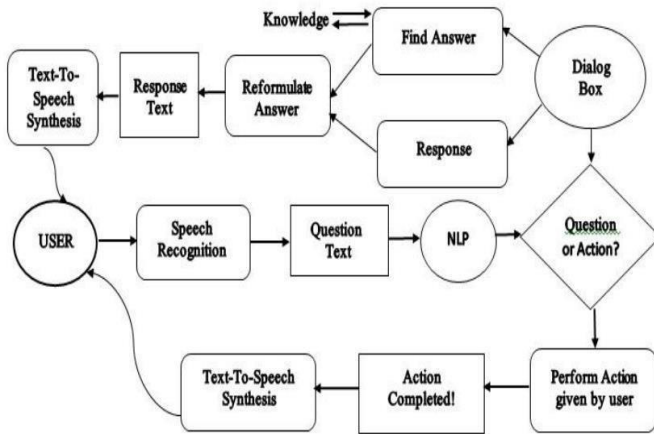 Knowledge
Find Answer
Dialog
Box
Text-To-
Speech
Synthesis
Response
Text
Reformulate
Answer
Response
USER
Speech
Recognition
Question
Text
NLP
Question
or Action?
Text-To-Speech
Synthesis
Action
Completed!
Perform Action
given by user